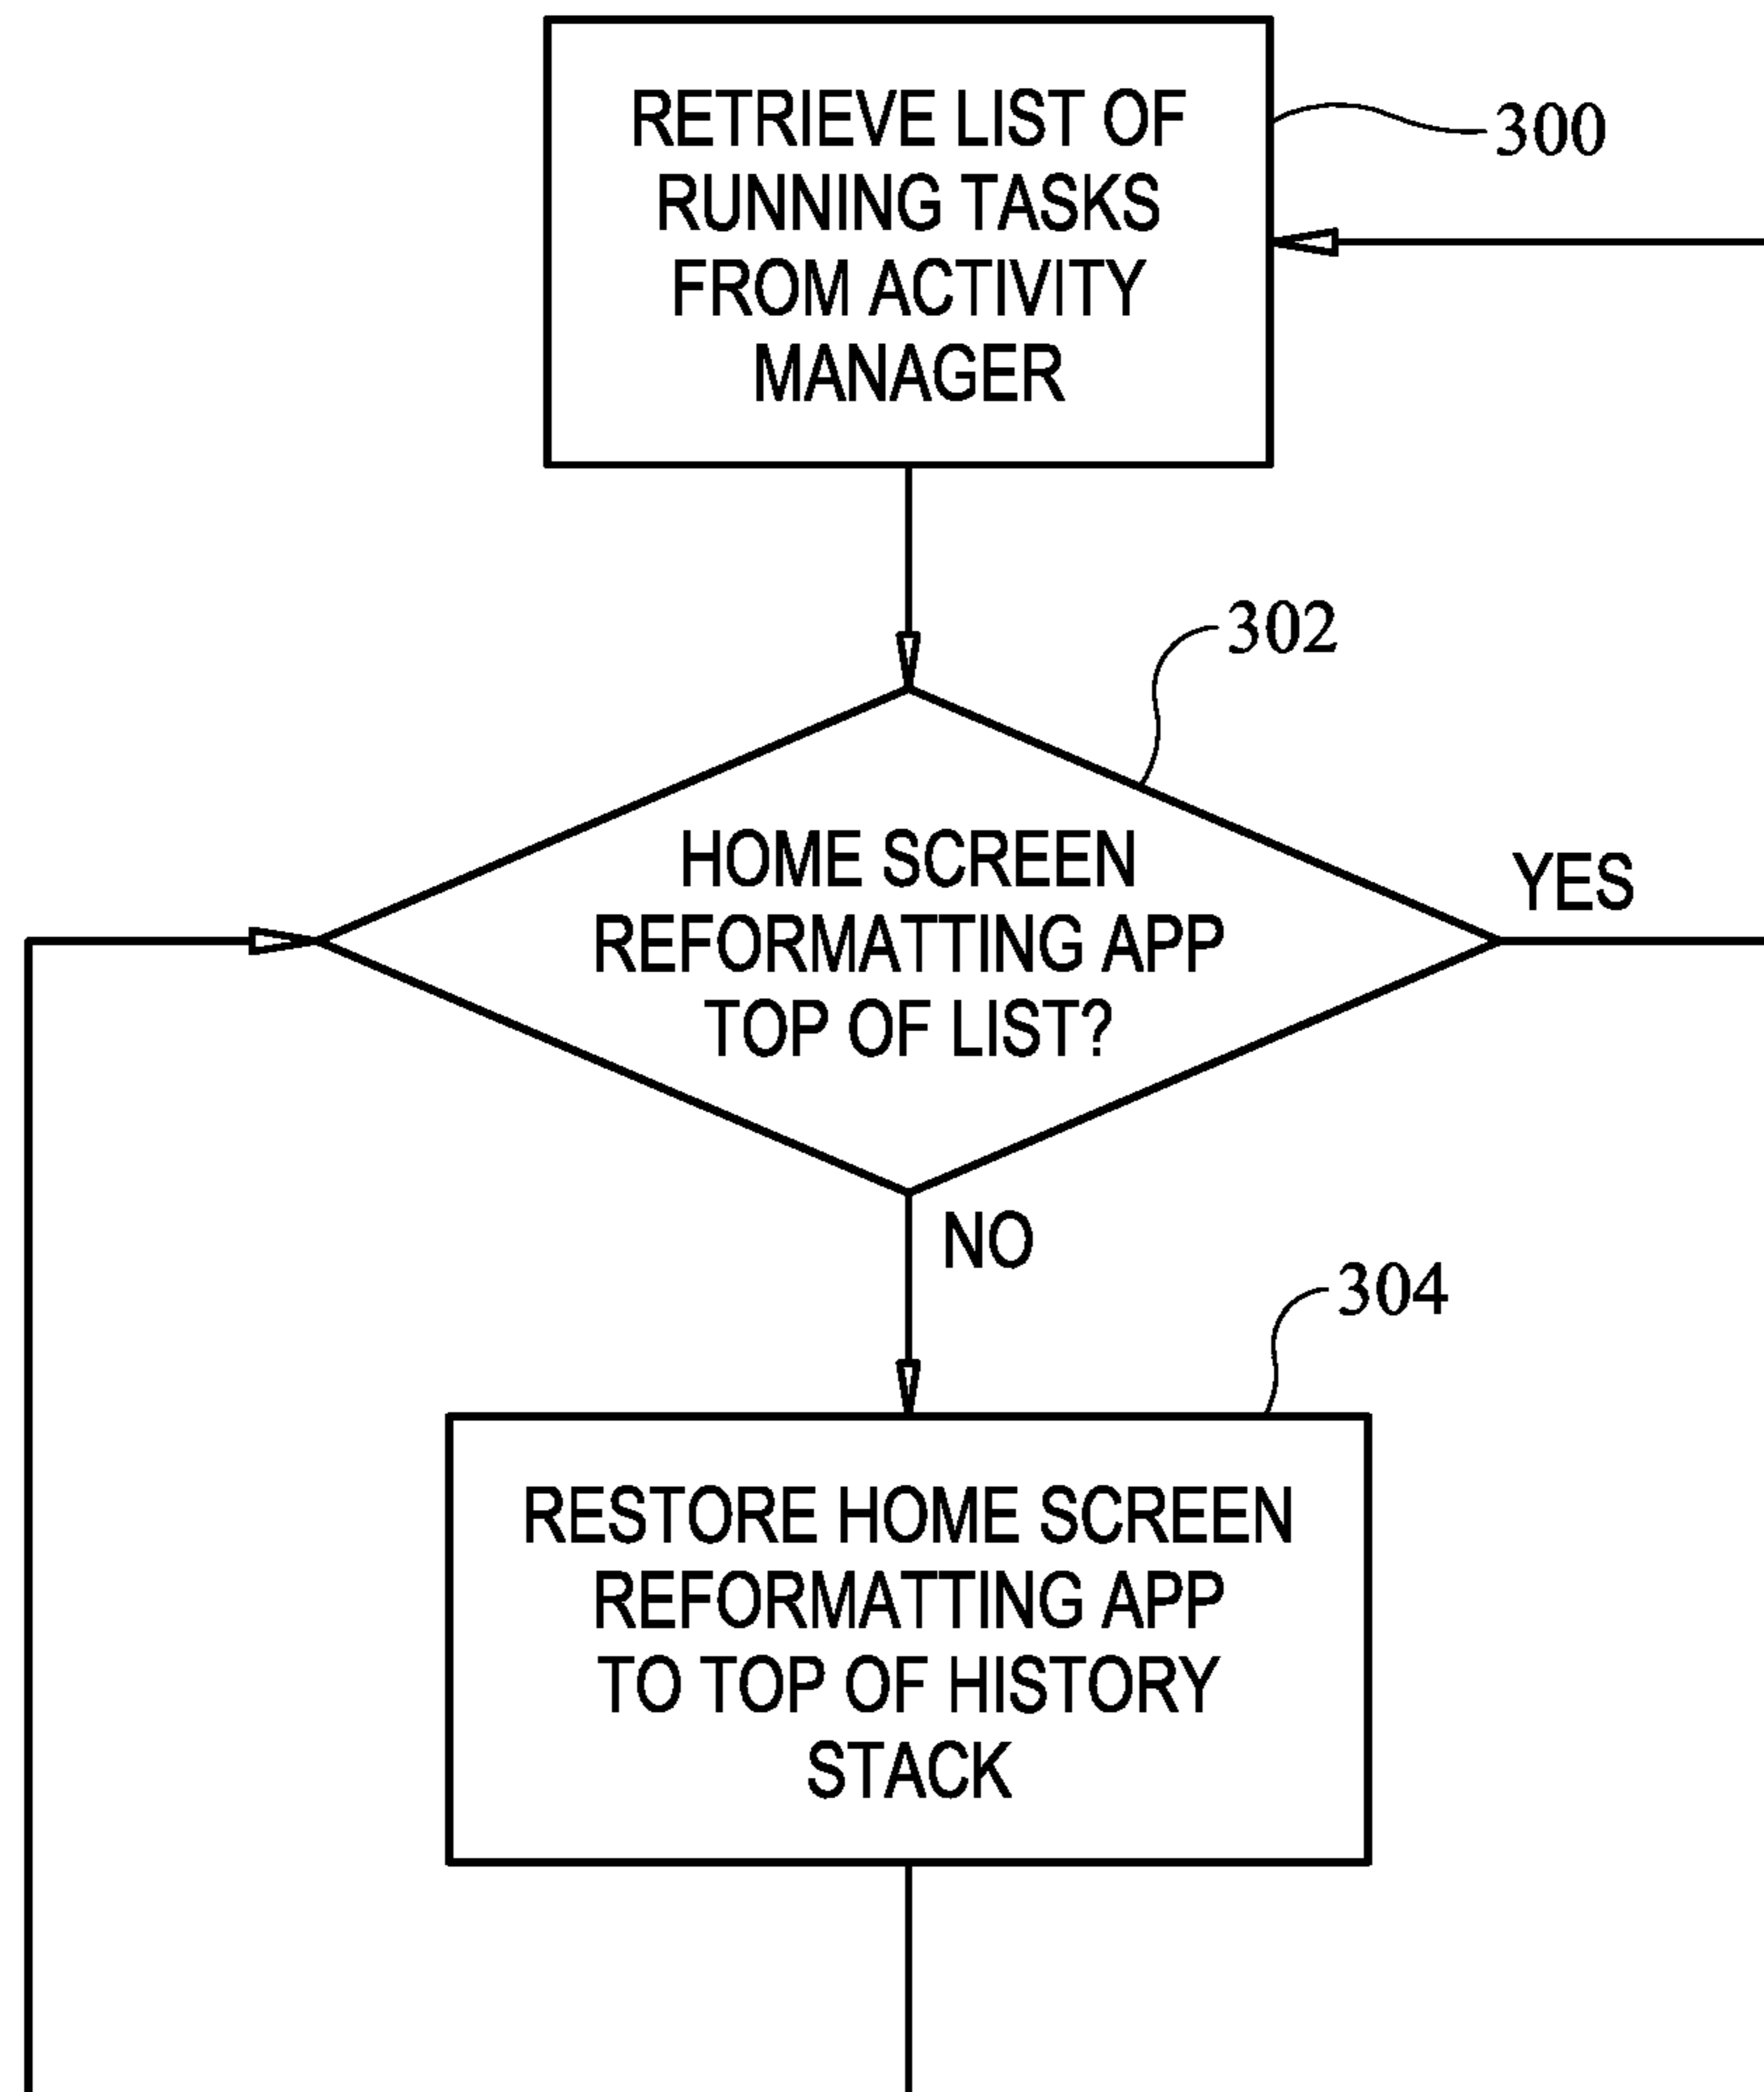 RETRIEVE LIST OF
RUNNING TASKS
FROM ACTIVITY
MANAGER
300
302
HOME SCREEN
REFORMATTING APP
TOP OF LIST?
YES
NO
304
RESTORE HOME SCREEN
REFORMATTING APP
TO TOP OF HISTORY
STACK